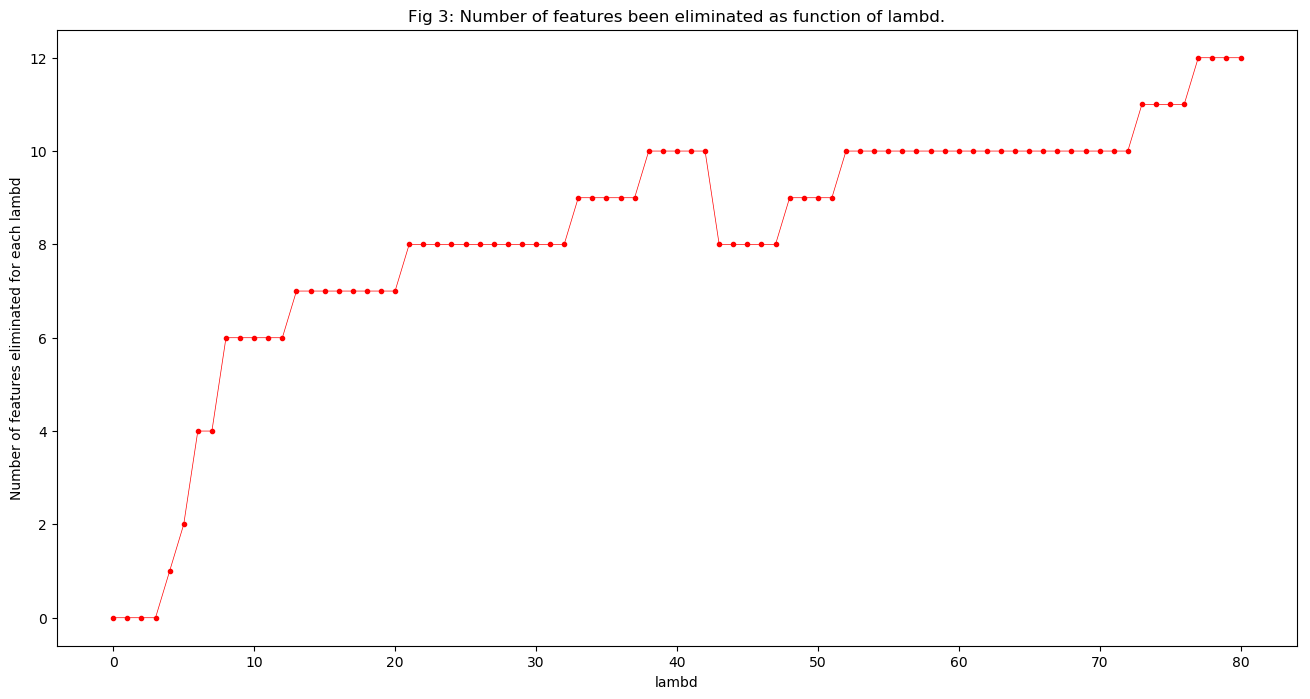 Fig 3: Number of features been eliminated as function of lambd.
Number of features eliminated for each lambd
12
10
8
6
4
2
0
0 10 20 30 40 50 60 70 80
lambd